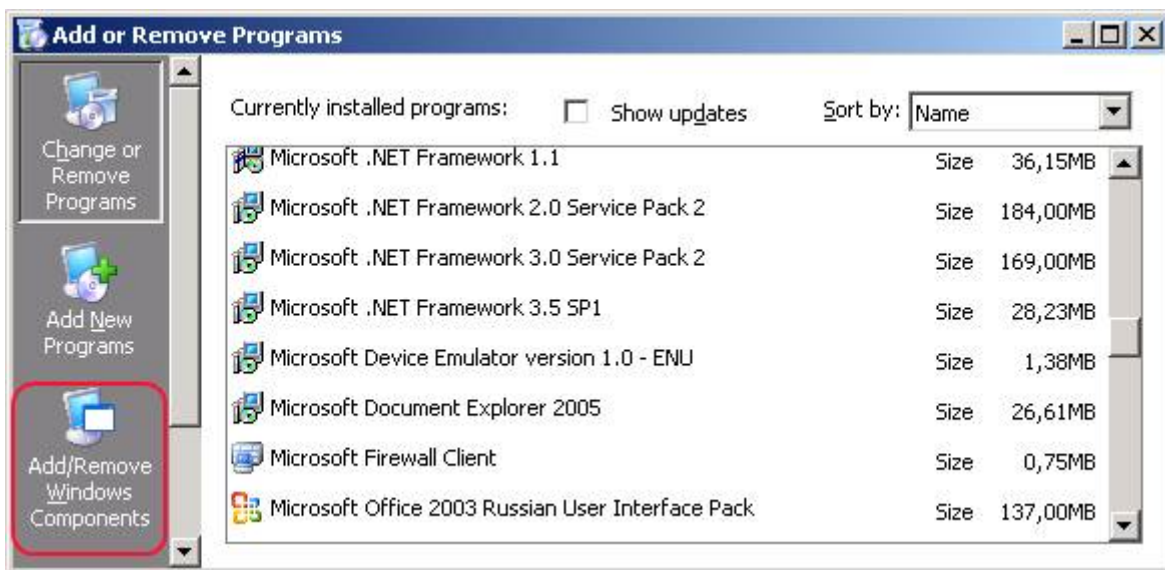 Add or Remove Programs
Change or
Remove
Programs
Add New
Programs
Add/Remove
Windows
Components
Currently installed programs: Show updates Sort by: Name
Microsoft .NET Framework 1.1 Size 36,15MB
Microsoft .NET Framework 2.0 Service Pack 2 Size 184,00MB
Microsoft .NET Framework 3.0 Service Pack 2 Size 169,00MB
Microsoft .NET Framework 3.5 SP1 Size 28,23MB
Microsoft Device Emulator version 1.0 - ENU Size 1,38MB
Microsoft Document Explorer 2005 Size 26,61MB
Microsoft Firewall Client Size 0,75MB
Microsoft Office 2003 Russian User Interface Pack Size 137,00MB